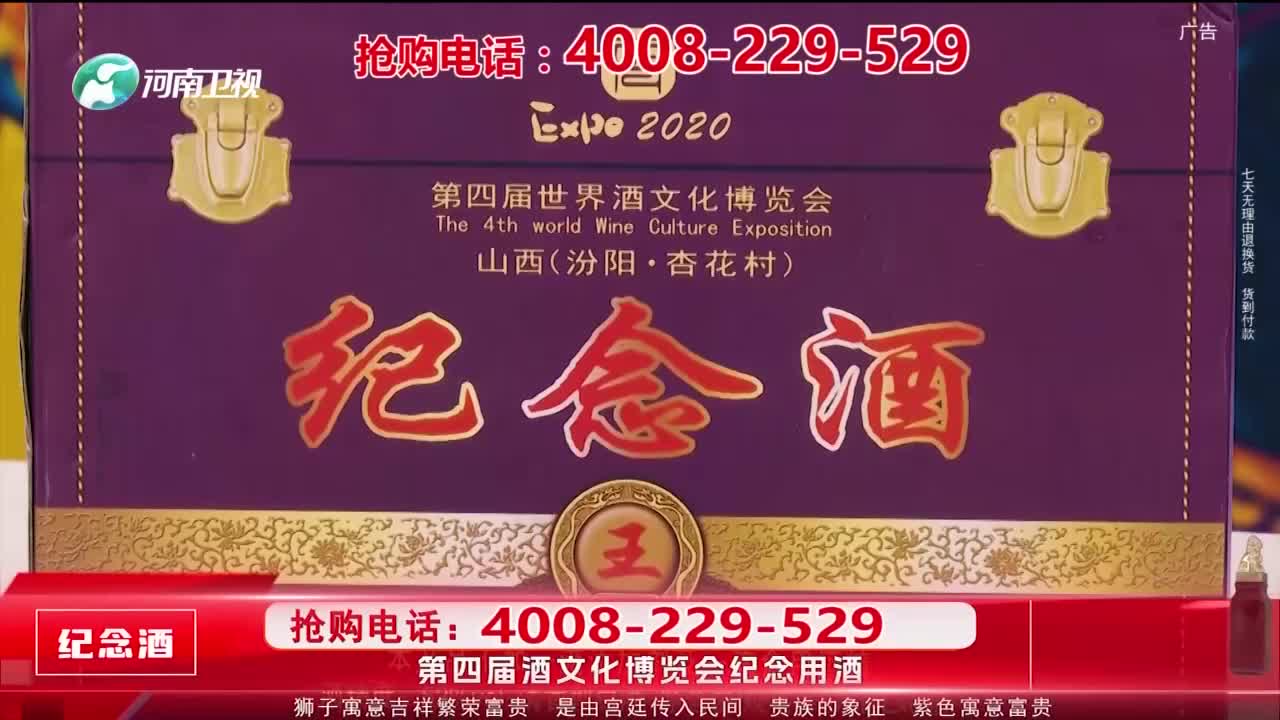 广告
抢购电话：4008-229-529
河南卫视
Expo 2020
第四届世界酒文化博览会
The 4th world Wine Culture Exposition
山西(汾阳·杏花村)
七天无理由退换货 货到付款
纪念酒
王
纪念酒
抢购电话：4008-229-529
第四届酒文化博览会纪念用酒
狮子寓意吉祥繁荣富贵 是由宫廷传入民间 贵族的象征 紫色寓意富贵